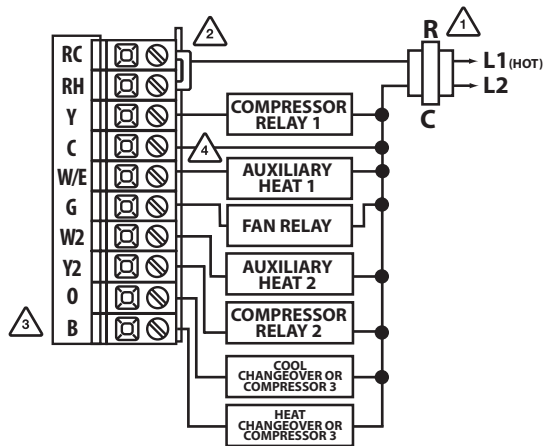 R
1
2
RC
L1 (HOT)
RH
L2
Y
COMPRESSOR
RELAY 1
C
C
4
W/E
AUXILIARY
HEAT 1
G
FAN RELAY
W2
AUXILIARY
HEAT 2
Y2
COMPRESSOR
RELAY 2
O
3
B
COOL
CHANGEOVER OR
COMPRESSOR 3
HEAT
CHANGEOVER OR
COMPRESSOR 3